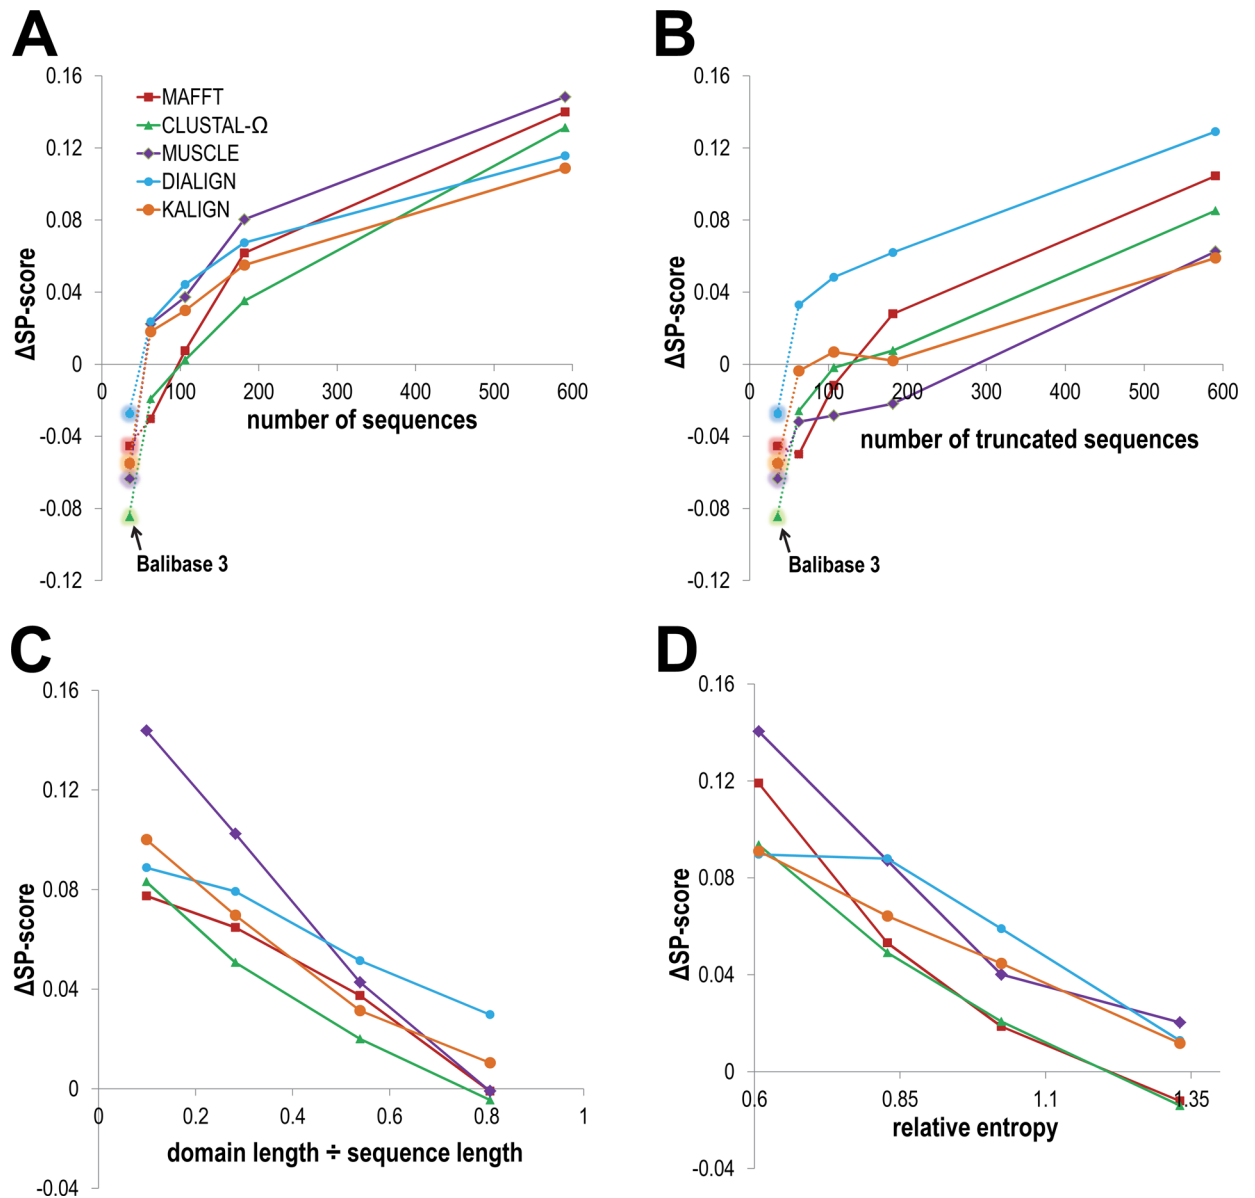 A
0.16
0.12
0.08
0.04
0
-0.04
-0.08
-0.12
ΔSP-score
MAFFT
CLUSTAL-Ω
MUSCLE
DIALIGN
KALIGN
0 100 200 300 400 500 600
number of sequences
Balibase 3
B
0.16
0.12
0.08
0.04
0
-0.04
-0.08
-0.12
ΔSP-score
0 100 200 300 400 500 600
number of truncated sequences
Balibase 3
C
0.16
0.12
0.08
0.04
0
-0.04
ΔSP-score
0 0.2 0.4 0.6 0.8 1
domain length ÷ sequence length
D
0.16
0.12
0.08
0.04
0
-0.04
ΔSP-score
0.6 0.85 1.1 1.35
relative entropy